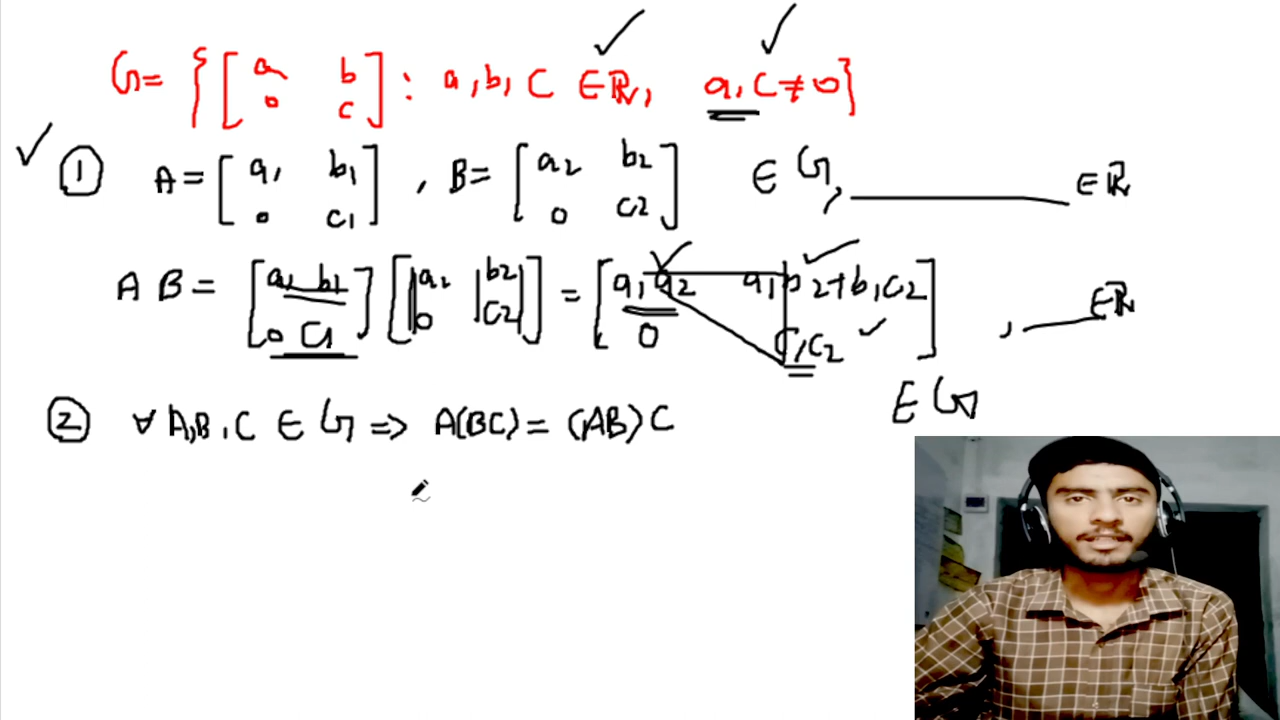 G = { [ a b ; 0 c ] : a, b, c ∈ ℝ, a, c ≠ 0 }
① A = [ a₁ b₁ ; 0 c₁ ] , B = [ a₂ b₂ ; 0 c₂ ] ∈ G, ∈ ℝ
AB = [ a₁ b₁ ; 0 c₁ ] [ a₂ b₂ ; 0 c₂ ] = [ a₁a₂ a₁b₂+b₁c₂ ; 0 c₁c₂ ] , ∈ ℝ
∈ G
② ∀ A, B, C ∈ G ⇒ A(BC) = (AB)C